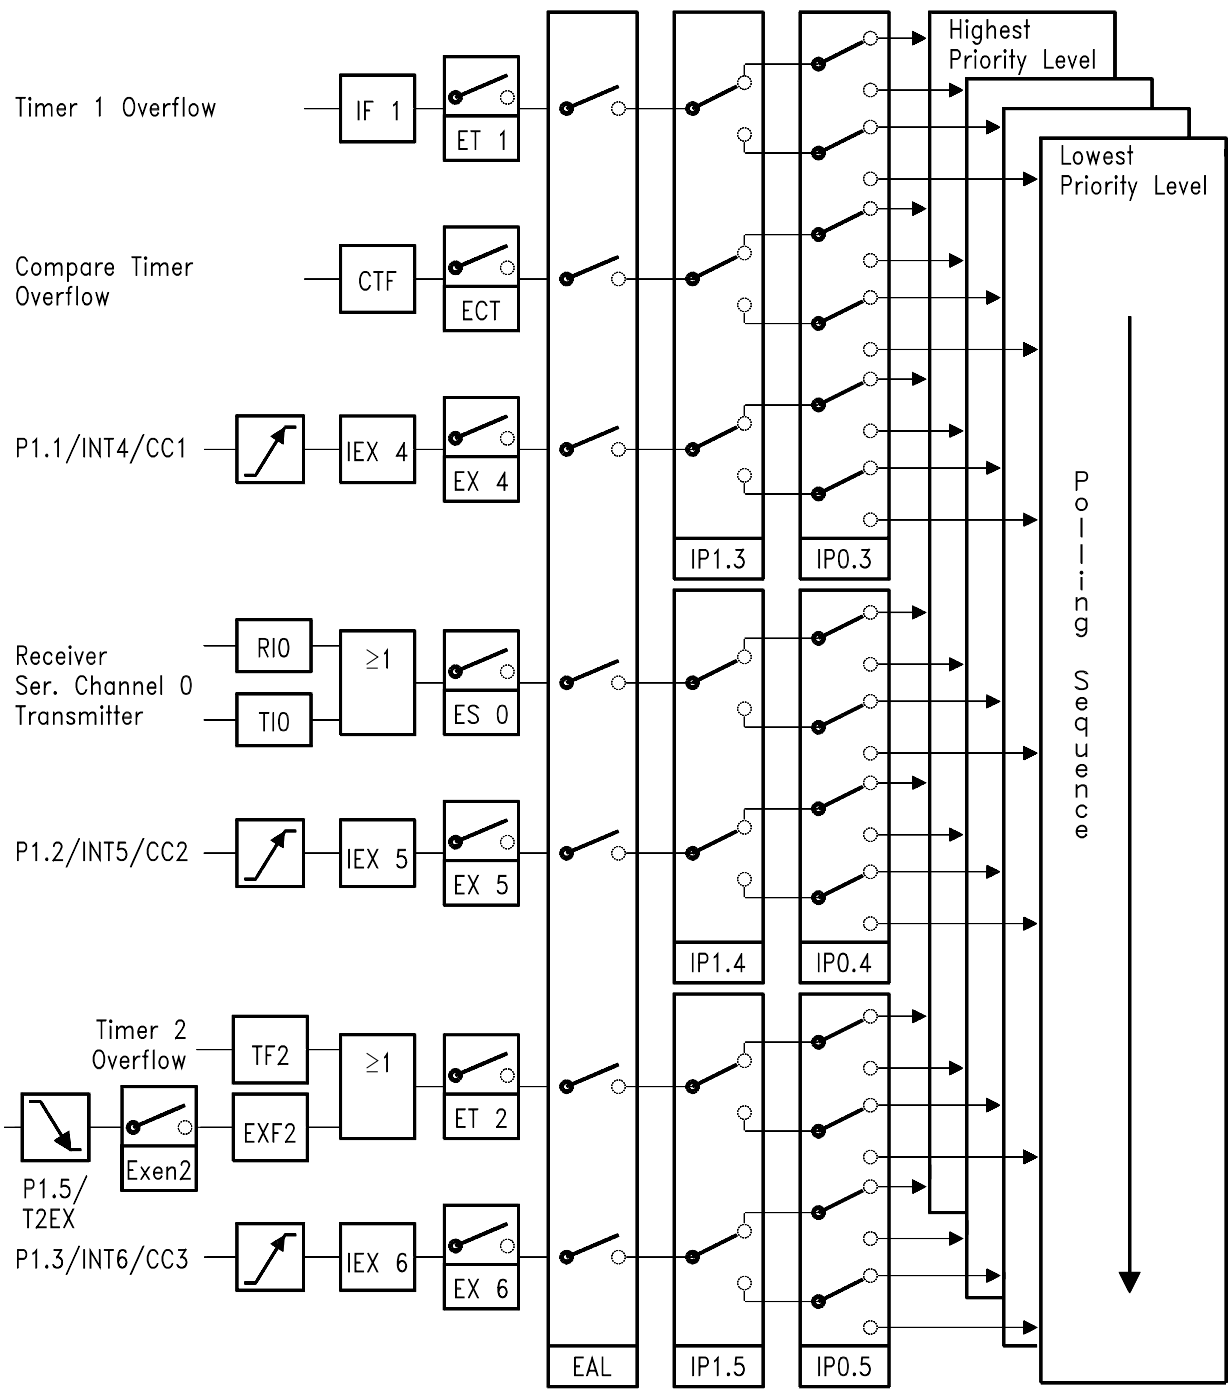 Highest
Priority Level
Lowest
Priority Level
Timer 1 Overflow
IF 1
ET 1
Compare Timer
Overflow
CTF
ECT
P1.1/INT4/CC1
IEX 4
EX 4
IP1.3
IP0.3
Polling Sequence
Receiver
Ser. Channel 0
Transmitter
RI0
TI0
≥1
ES 0
P1.2/INT5/CC2
IEX 5
EX 5
IP1.4
IP0.4
Timer 2
Overflow
TF2
≥1
ET 2
Exen2
EXF2
P1.5/
T2EX
P1.3/INT6/CC3
IEX 6
EX 6
EAL
IP1.5
IP0.5